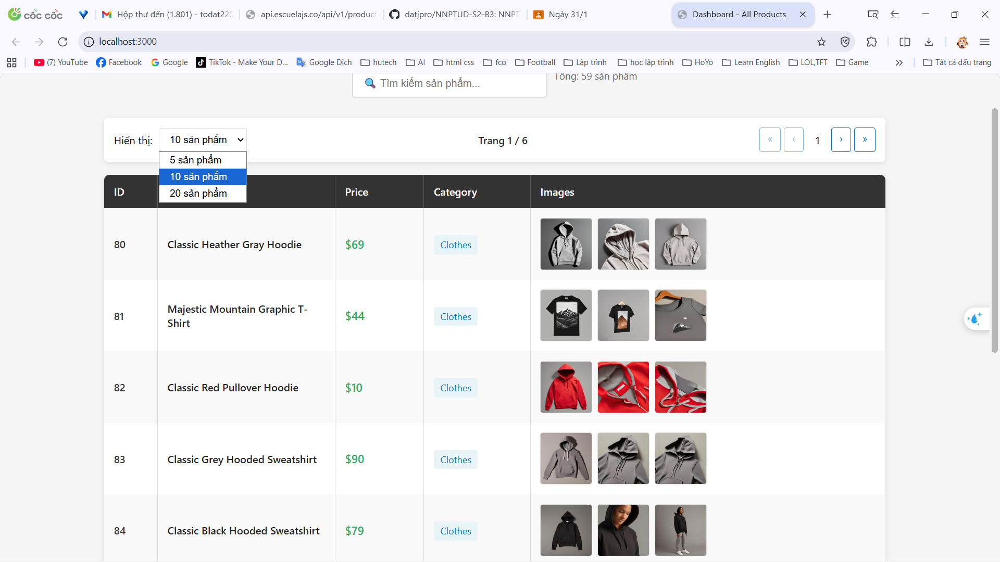 cốc cốc
Hộp thư đến (1.801) - todat220
api.escuelajs.co/api/v1/product
datjpro/NNPTUD-S2-B3: NNPT
Ngày 31/1
Dashboard - All Products
localhost:3000
(7) YouTube
Facebook
Google
TikTok - Make Your D...
Google Dịch
hutech
AI
html css
fco
Football
Lập trình
học lập trình
HoYo
Learn English
LOL,TFT
Game
Tất cả dấu trang
Tìm kiếm sản phẩm...
Tổng: 59 sản phẩm
Hiển thị:
10 sản phẩm
Trang 1 / 6
« ‹ 1 › »
5 sản phẩm
10 sản phẩm
20 sản phẩm
ID
Price
Category
Images
80
Classic Heather Gray Hoodie
$69
Clothes
81
Majestic Mountain Graphic T-
Shirt
$44
Clothes
82
Classic Red Pullover Hoodie
$10
Clothes
83
Classic Grey Hooded Sweatshirt
$90
Clothes
84
Classic Black Hooded Sweatshirt
$79
Clothes